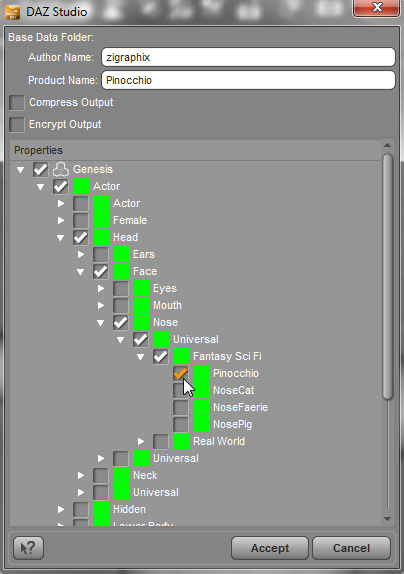 DAZ Studio
Base Data Folder:
Author Name: zigraphix
Product Name: Pinocchio
Compress Output
Encrypt Output
Properties
Genesis
Actor
Actor
Female
Head
Ears
Face
Eyes
Mouth
Nose
Universal
Fantasy Sci Fi
Pinocchio
NoseCat
NoseFaerie
NosePig
Real World
Universal
Neck
Universal
Hidden
Lower Body
? Accept Cancel